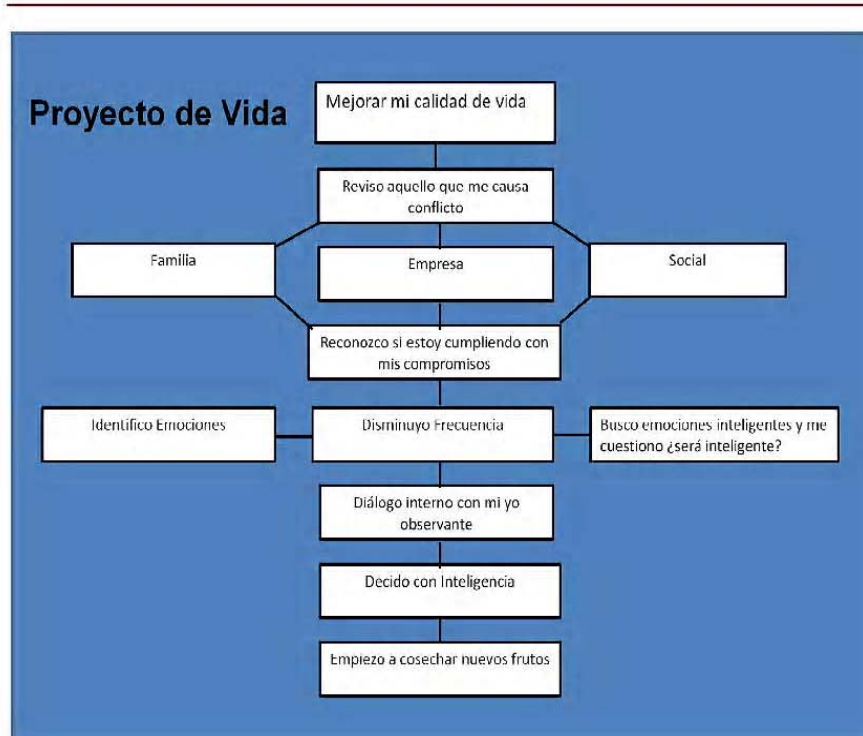 Proyecto de Vida
Mejorar mi calidad de vida
Reviso aquello que me causa
conflicto
Familia
Empresa
Social
Reconozco si estoy cumpliendo con
mis compromisos
Identifico Emociones
Disminuyo Frecuencia
Busco emociones inteligentes y me
cuestiono ¿será inteligente?
Diálogo interno con mi yo
observante
Decido con Inteligencia
Empiezo a cosechar nuevos frutos